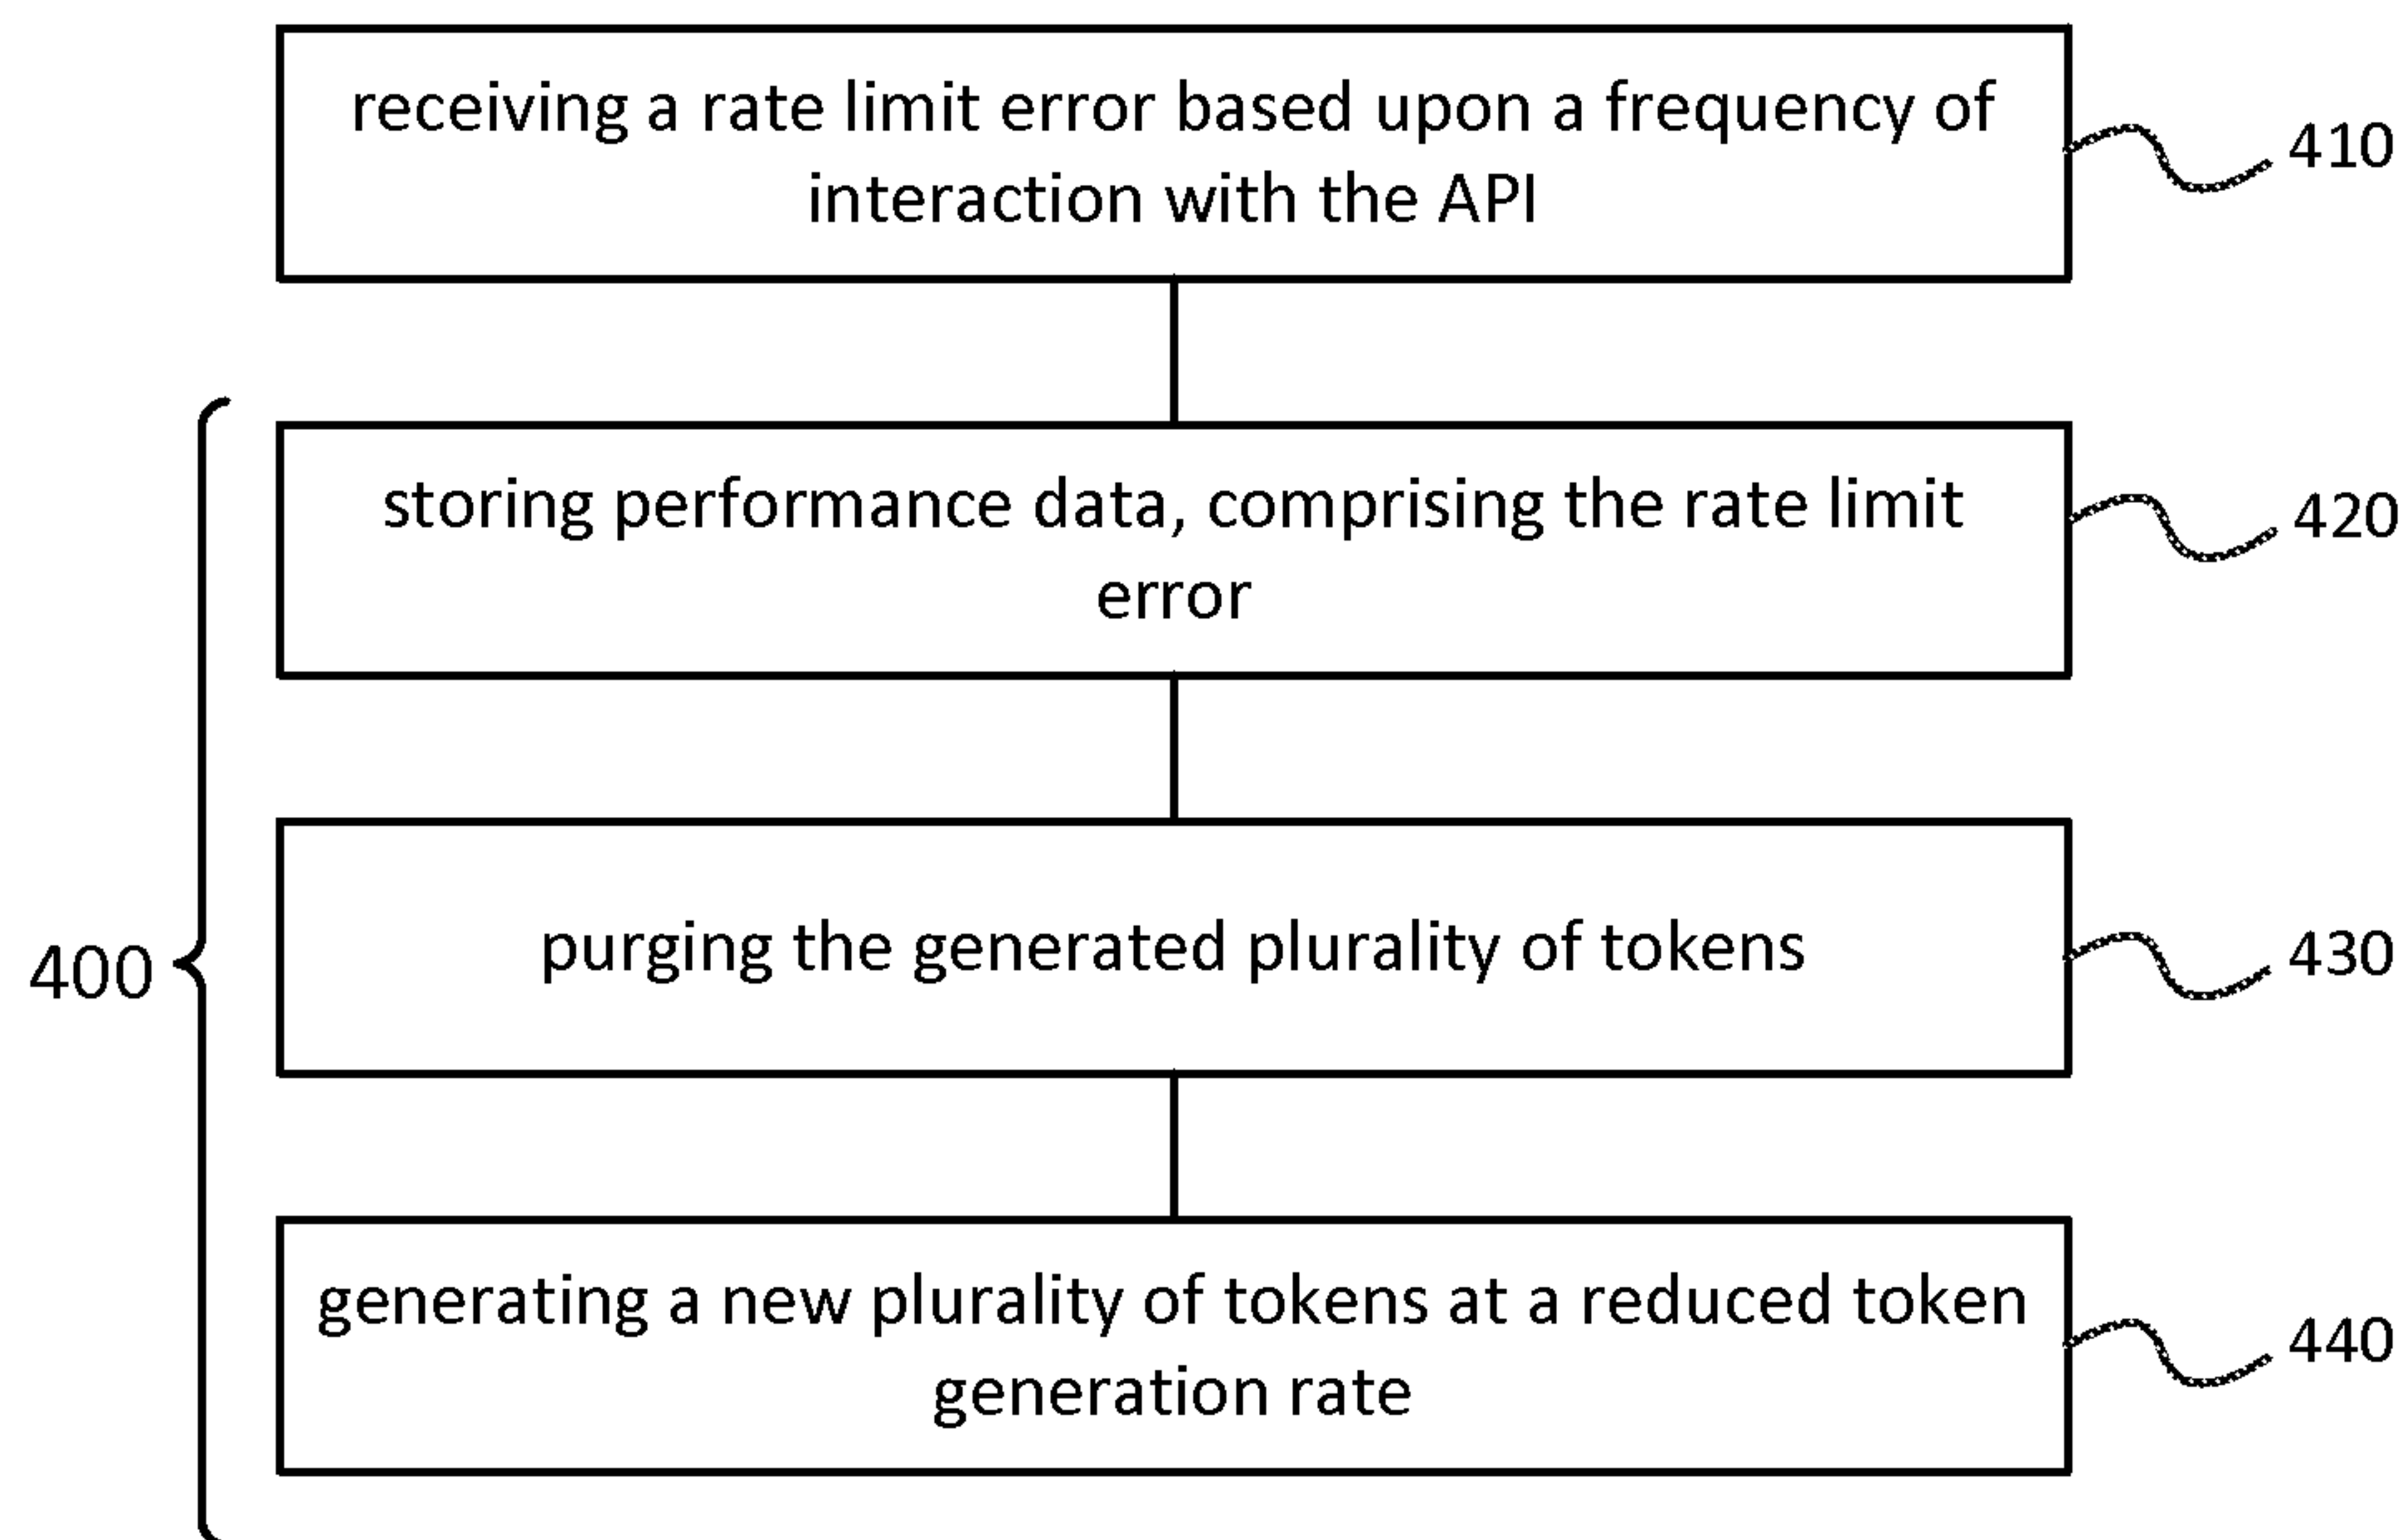 receiving a rate limit error based upon a frequency of
interaction with the API
410
storing performance data, comprising the rate limit
error
420
400
purging the generated plurality of tokens
430
generating a new plurality of tokens at a reduced token
generation rate
440